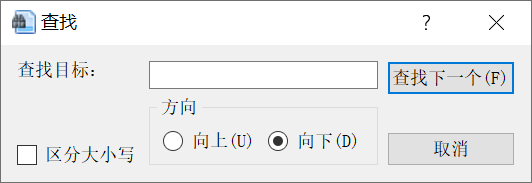 查找
查找目标：
查找下一个(F)
方向
向上(U)
向下(D)
区分大小写
取消